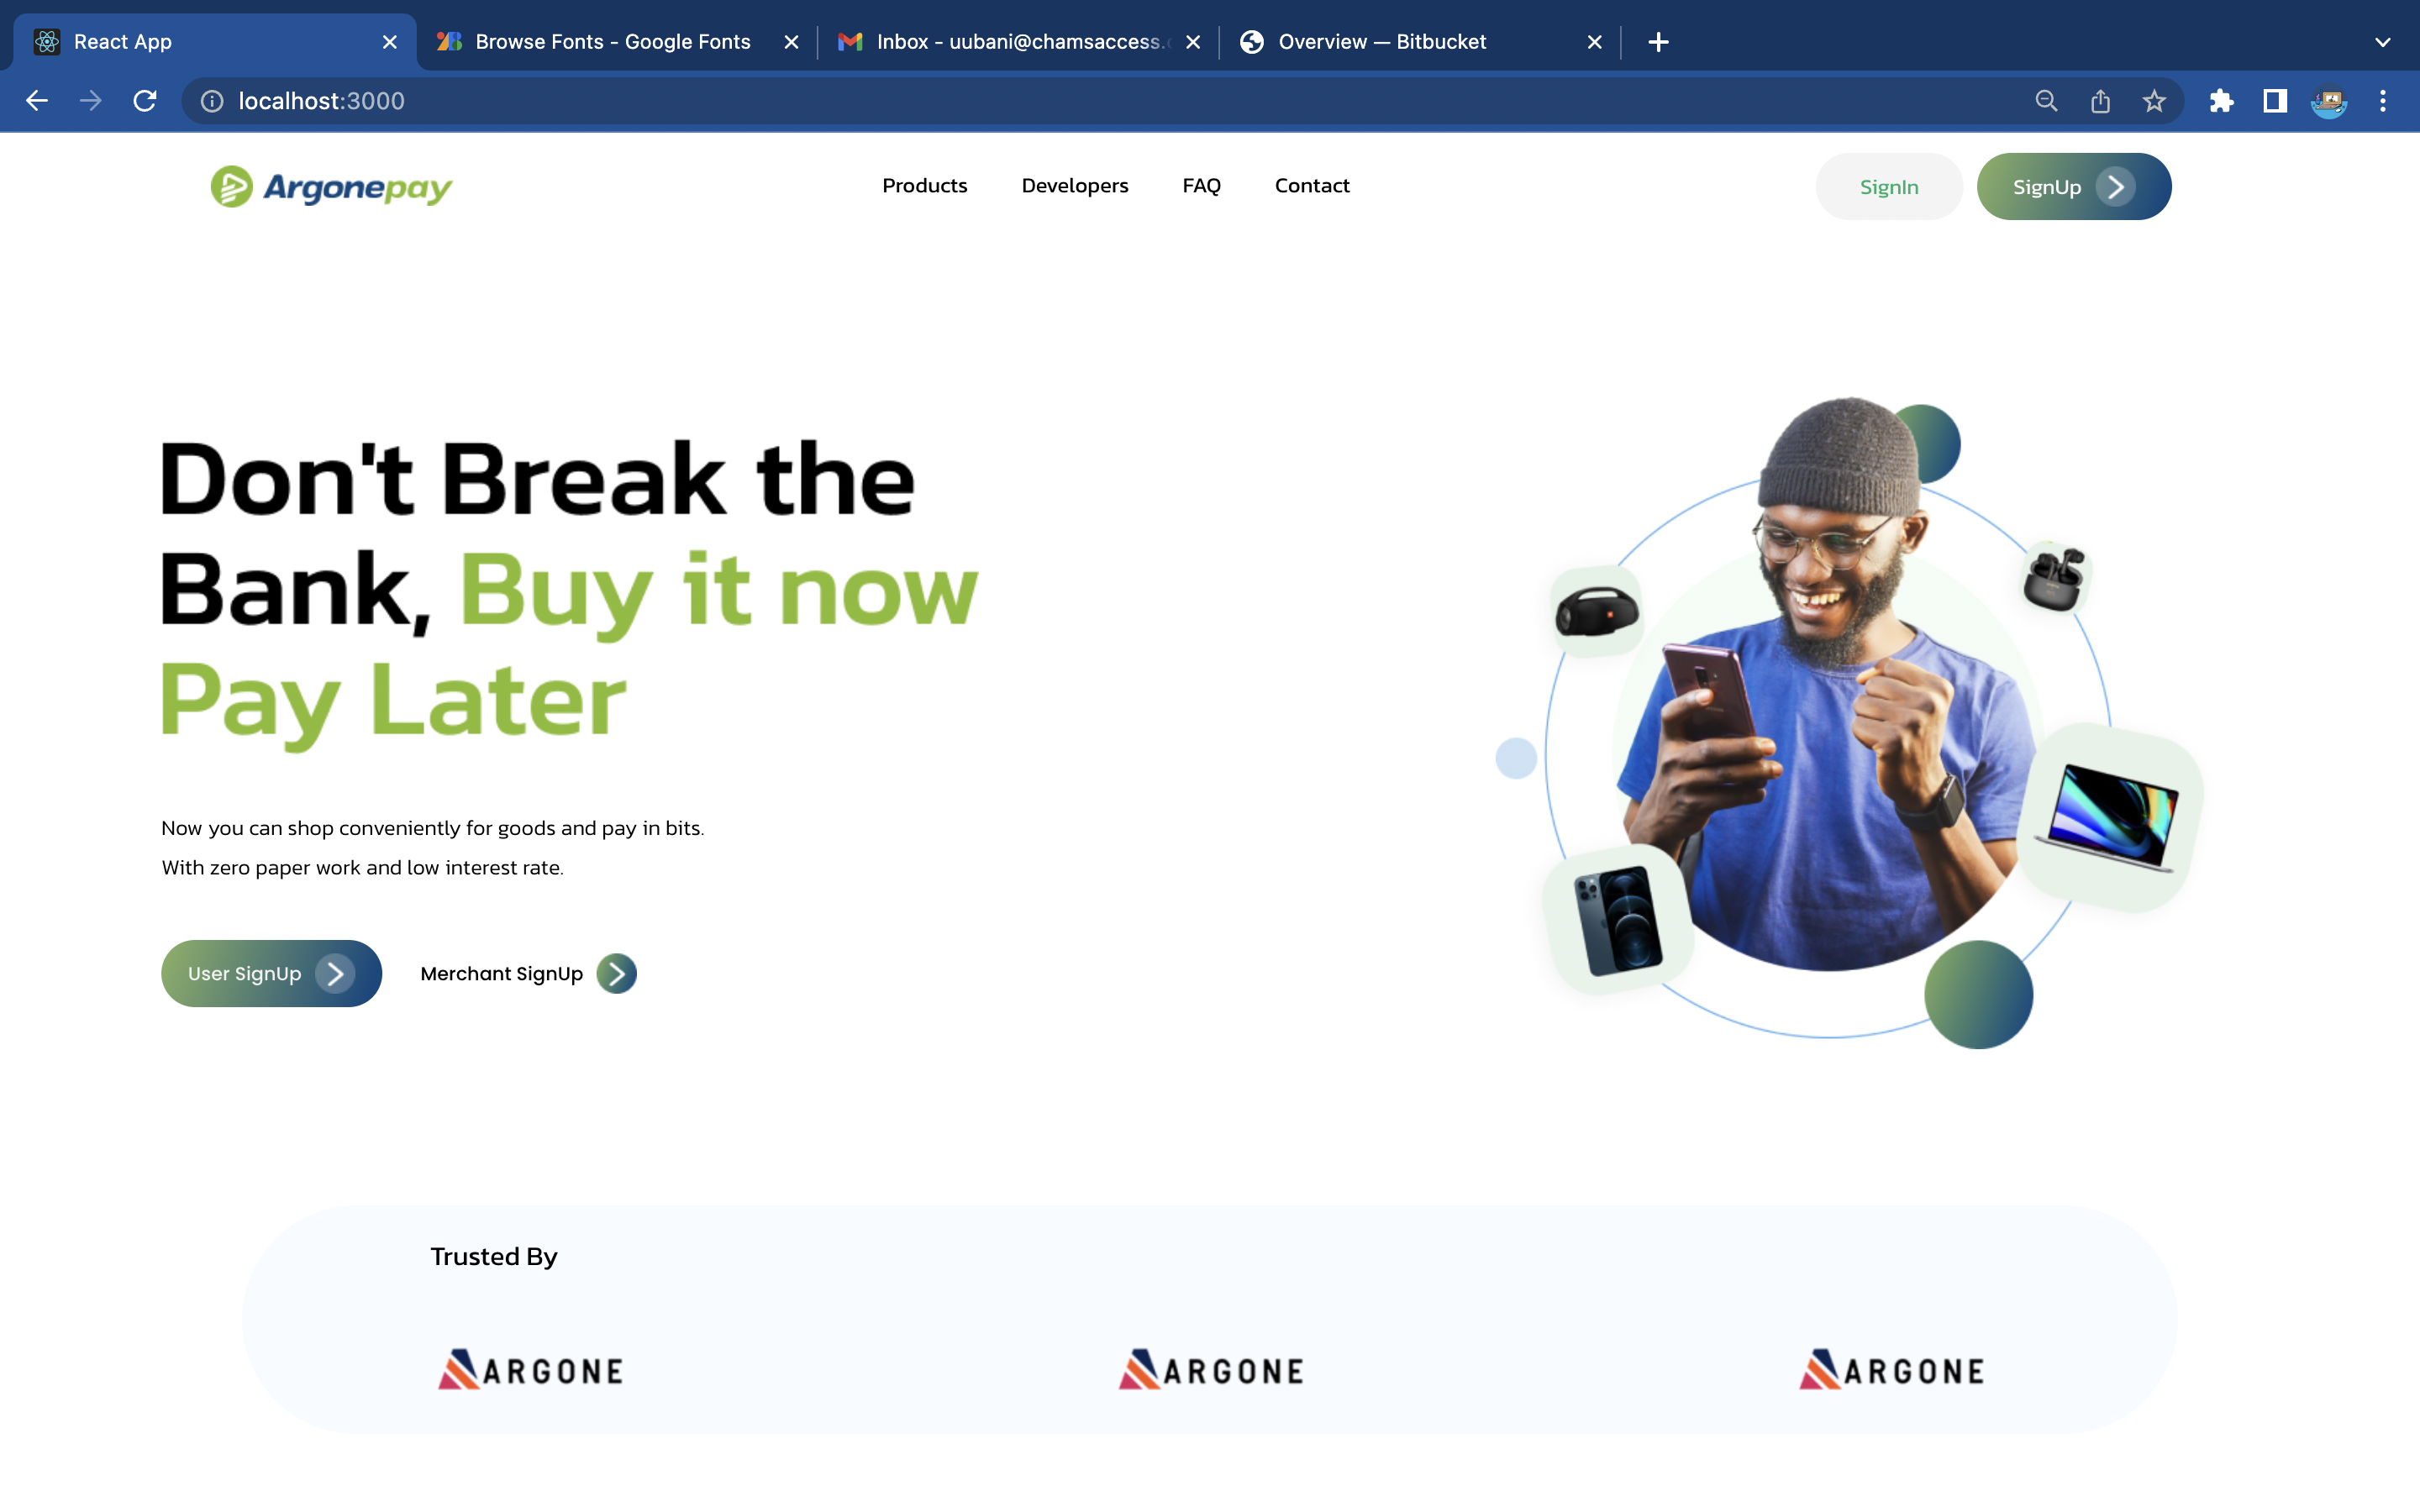 React App
Browse Fonts - Google Fonts
Inbox - uubani@chamsaccess.
Overview — Bitbucket
localhost:3000
Argonepay
Products
Developers
FAQ
Contact
SignIn
SignUp
Don't Break the
Bank, Buy it now
Pay Later
Now you can shop conveniently for goods and pay in bits.
With zero paper work and low interest rate.
User SignUp
Merchant SignUp
Trusted By
ARGONE
ARGONE
ARGONE